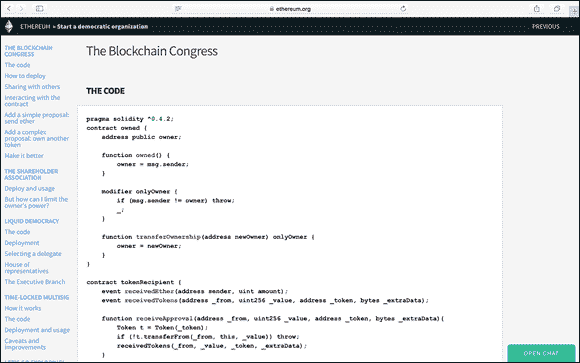 ethereum.org
ETHEREUM » Start a democratic organization
PREVIOUS
THE BLOCKCHAIN
CONGRESS
The code
How to deploy
Sharing with others
Interacting with the
contract
Add a simple proposal:
send ether
Add a complex
proposal: own another
token
Make it better
THE SHAREHOLDER
ASSOCIATION
Deploy and usage
But how can I limit the
owner's power?
LIQUID DEMOCRACY
The code
Deployment
Selecting a delegate
House of
representatives
The Executive Branch
TIME-LOCKED MULTISIG
How it works
The code
Deployment and usage
Caveats and
improvements
The Blockchain Congress
THE CODE
pragma solidity ^0.4.2;
contract owned {
address public owner;
function owned() {
owner = msg.sender;
}
modifier onlyOwner {
if (msg.sender != owner) throw;
_;
}
function transferOwnership(address newOwner) onlyOwner {
owner = newOwner;
}
}
contract tokenRecipient {
event receivedEther(address sender, uint amount);
event receivedTokens(address _from, uint256 _value, address _token, bytes _extraData);
function receiveApproval(address _from, uint256 _value, address _token, bytes _extraData){
Token t = Token(_token);
if (!t.transferFrom(_from, this, _value)) throw;
receivedTokens(_from, _value, _token, _extraData);
}
OPEN CHAT